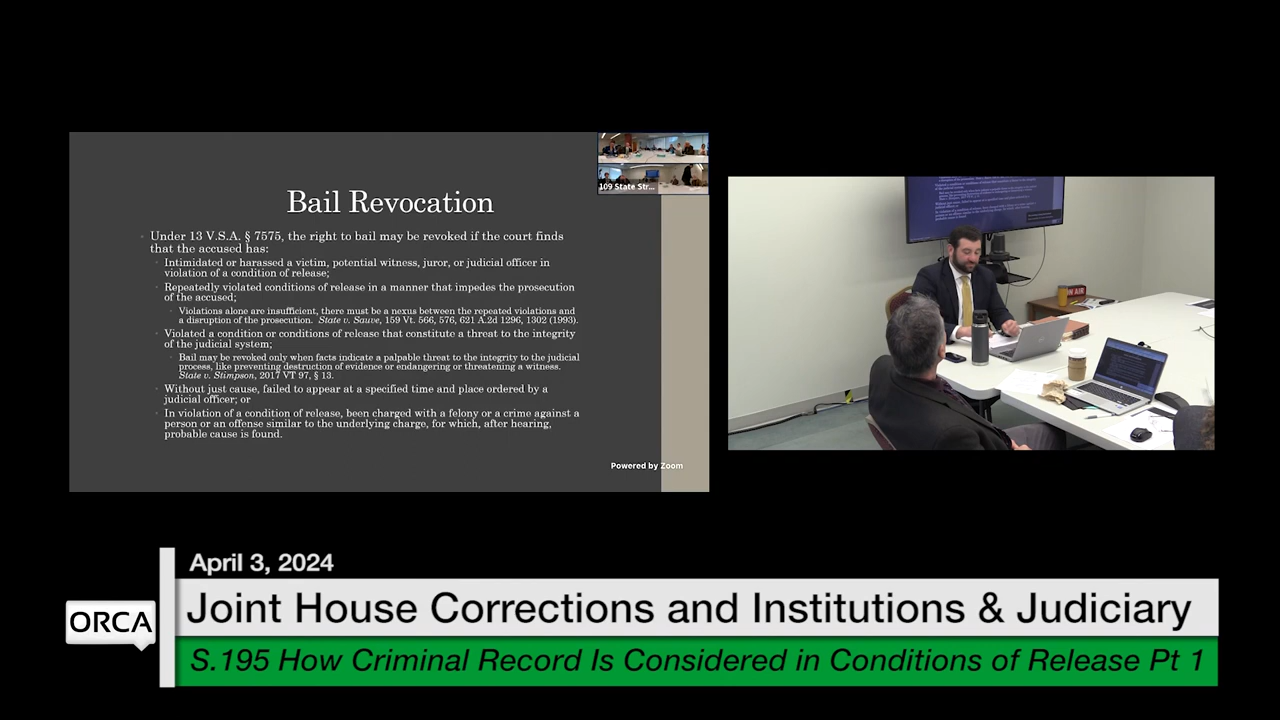 109 State Str...
Bail Revocation
Under 13 V.S.A. § 7575, the right to bail may be revoked if the court finds
that the accused has:
Intimidated or harassed a victim, potential witness, juror, or judicial officer in
violation of a condition of release;
Repeatedly violated conditions of release in a manner that impedes the prosecution
of the accused;
Violations alone are insufficient, there must be a nexus between the repeated violations and
a disruption of the prosecution. State v. Sauve, 159 Vt. 566, 576, 621 A.2d 1296, 1302 (1993).
Violated a condition or conditions of release that constitute a threat to the integrity
of the judicial system;
Bail may be revoked only when facts indicate a palpable threat to the integrity to the judicial
process, like preventing destruction of evidence or endangering or threatening a witness.
State v. Stimpson, 2017 VT 97, § 13.
Without just cause, failed to appear at a specified time and place ordered by a
judicial officer; or
In violation of a condition of release, been charged with a felony or a crime against a
person or an offense similar to the underlying charge, for which, after hearing,
probable cause is found.
Powered by Zoom
ON AIR
April 3, 2024
ORCA
Joint House Corrections and Institutions & Judiciary
S.195 How Criminal Record Is Considered in Conditions of Release Pt 1